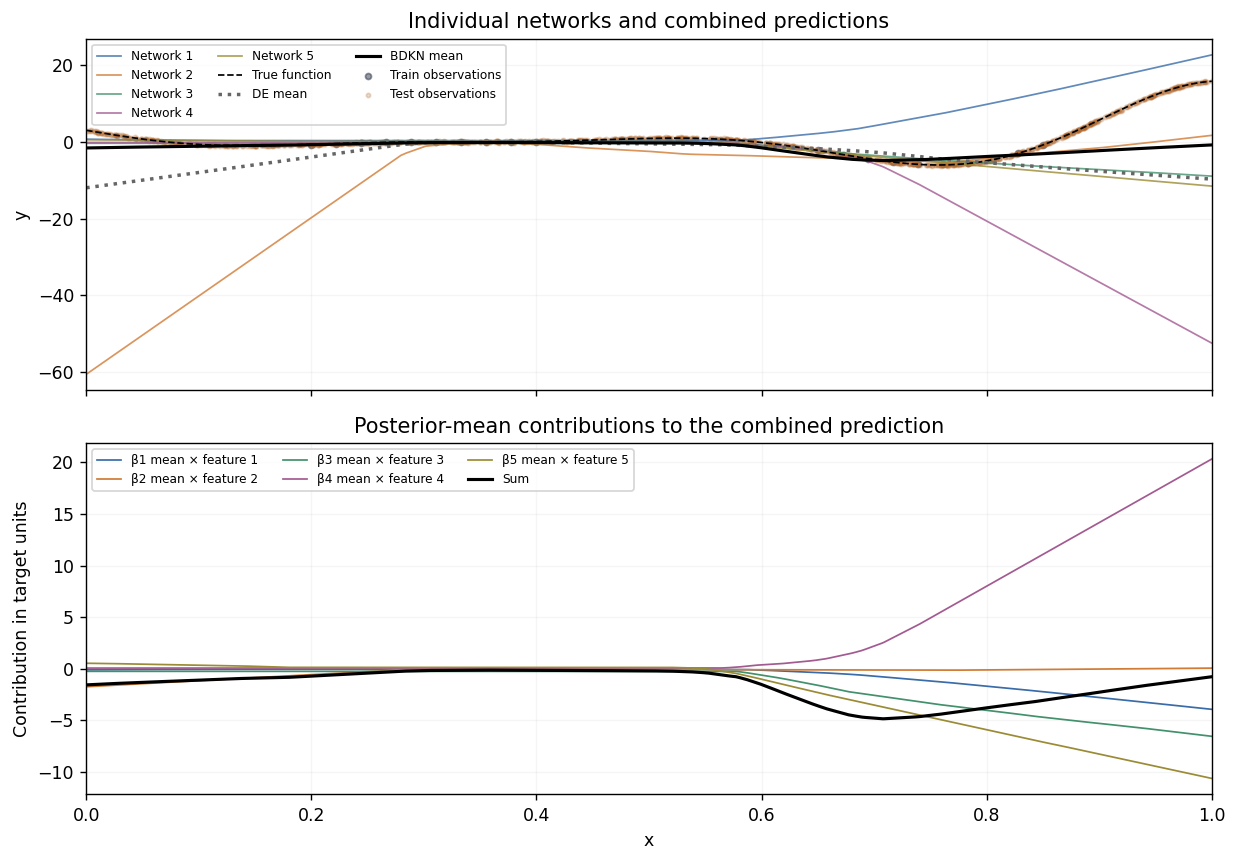 Individual networks and combined predictions
Network 1
Network 2
Network 3
Network 4
Network 5
True function
DE mean
BDKN mean
Train observations
Test observations
20
0
−20
−40
−60
y
Posterior-mean contributions to the combined prediction
β1 mean × feature 1
β2 mean × feature 2
β3 mean × feature 3
β4 mean × feature 4
β5 mean × feature 5
Sum
20
15
10
5
0
−5
−10
Contribution in target units
0.0 0.2 0.4 0.6 0.8 1.0
x